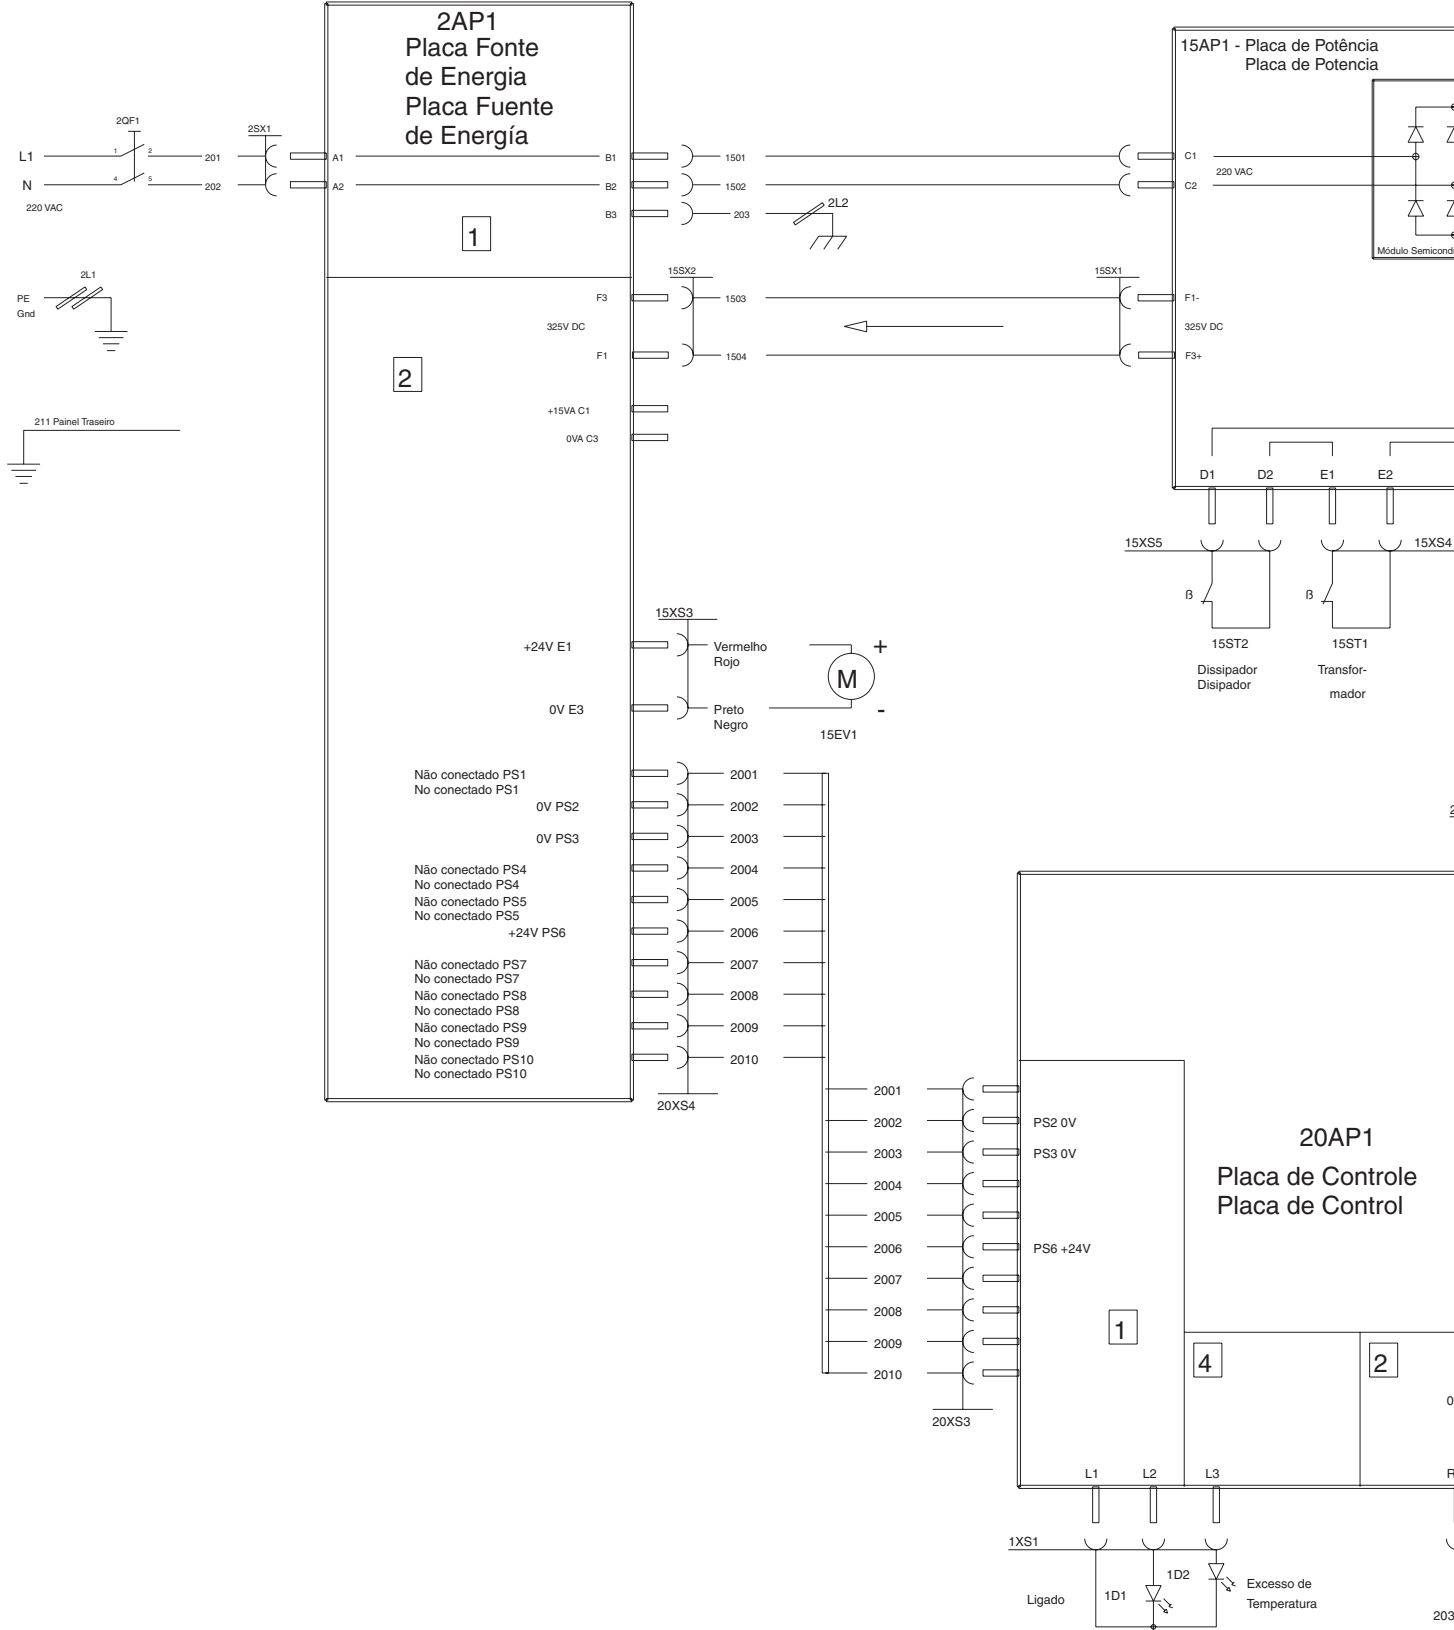 2AP1
Placa Fonte
de Energia
Placa Fuente
de Energía
15AP1 - Placa de Potência
Placa de Potencia
2QF1
2SX1
L1
1
2
201
A1
B1
1501
C1
N
4
5
202
A2
B2
1502
220 VAC
C2
220 VAC
B3
203
2L2
1
Módulo Semicond
2L1
15SX2
15SX1
PE
Gnd
F3
1503
F1-
325V DC
325V DC
F1
1504
F3+
2
+15VA C1
211 Painel Traseiro
0VA C3
D1
D2
E1
E2
15XS5
15XS4
ß
ß
15ST2
15ST1
Dissipador
Disipador
Transfor-
mador
15XS3
+24V E1
Vermelho
Rojo
+
M
0V E3
Preto
Negro
-
15EV1
Não conectado PS1
No conectado PS1
2001
0V PS2
2002
0V PS3
2003
Não conectado PS4
No conectado PS4
2004
Não conectado PS5
No conectado PS5
2005
+24V PS6
2006
Não conectado PS7
No conectado PS7
2007
Não conectado PS8
No conectado PS8
2008
Não conectado PS9
No conectado PS9
2009
Não conectado PS10
No conectado PS10
2010
20XS4
2001
2002
PS2 0V
2003
PS3 0V
2004
2005
2006
PS6 +24V
2007
2008
2009
2010
20XS3
20AP1
Placa de Controle
Placa de Control
1
4
2
0
L1
L2
L3
R
1XS1
Ligado
1D1
1D2
Excesso de
Temperatura
203